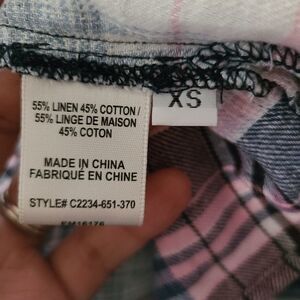 55% LINEN 45% COTTON /
55% LINGE DE MAISON
45% COTON
MADE IN CHINA
FABRIQUÉ EN CHINE
STYLE# C2234-651-370
XS